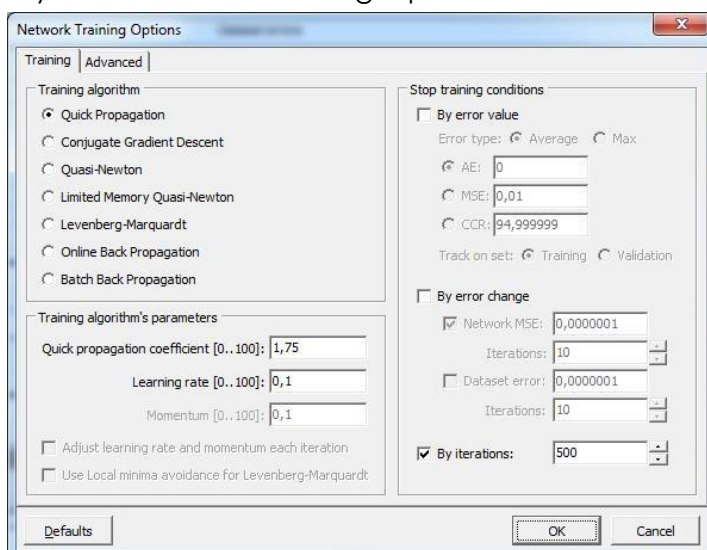 Network Training Options
Training
Advanced
Training algorithm
Quick Propagation
Conjugate Gradient Descent
Quasi-Newton
Limited Memory Quasi-Newton
Levenberg-Marquardt
Online Back Propagation
Batch Back Propagation
Training algorithm's parameters
Quick propagation coefficient [0..100]: 1,75
Learning rate [0..100]: 0,1
Momentum [0..100]: 0,1
Adjust learning rate and momentum each iteration
Use Local minima avoidance for Levenberg-Marquardt
Stop training conditions
By error value
Error type: Average Max
AE: 0
MSE: 0,01
CCR: 94,999999
Track on set: Training Validation
By error change
Network MSE: 0,0000001
Iterations: 10
Dataset error: 0,0000001
Iterations: 10
By iterations: 500
Defaults
OK
Cancel